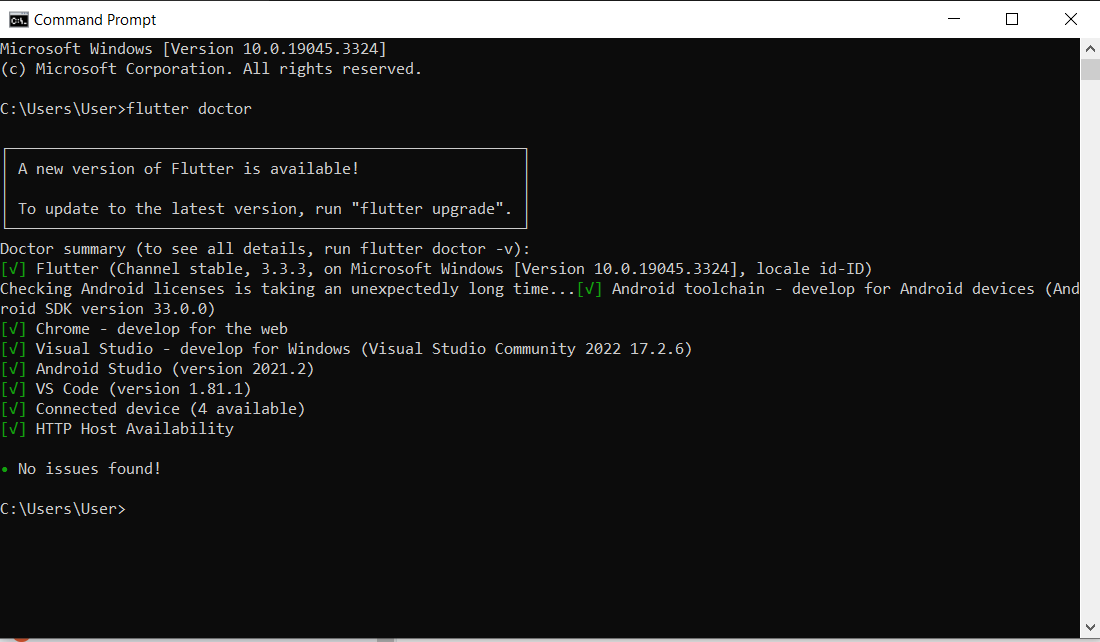 Command Prompt
Microsoft Windows [Version 10.0.19045.3324]
(c) Microsoft Corporation. All rights reserved.
C:\Users\User>flutter doctor
A new version of Flutter is available!
To update to the latest version, run "flutter upgrade".
Doctor summary (to see all details, run flutter doctor -v):
[√] Flutter (Channel stable, 3.3.3, on Microsoft Windows [Version 10.0.19045.3324], locale id-ID)
Checking Android licenses is taking an unexpectedly long time...[√] Android toolchain - develop for Android devices (And
roid SDK version 33.0.0)
[√] Chrome - develop for the web
[√] Visual Studio - develop for Windows (Visual Studio Community 2022 17.2.6)
[√] Android Studio (version 2021.2)
[√] VS Code (version 1.81.1)
[√] Connected device (4 available)
[√] HTTP Host Availability
• No issues found!
C:\Users\User>